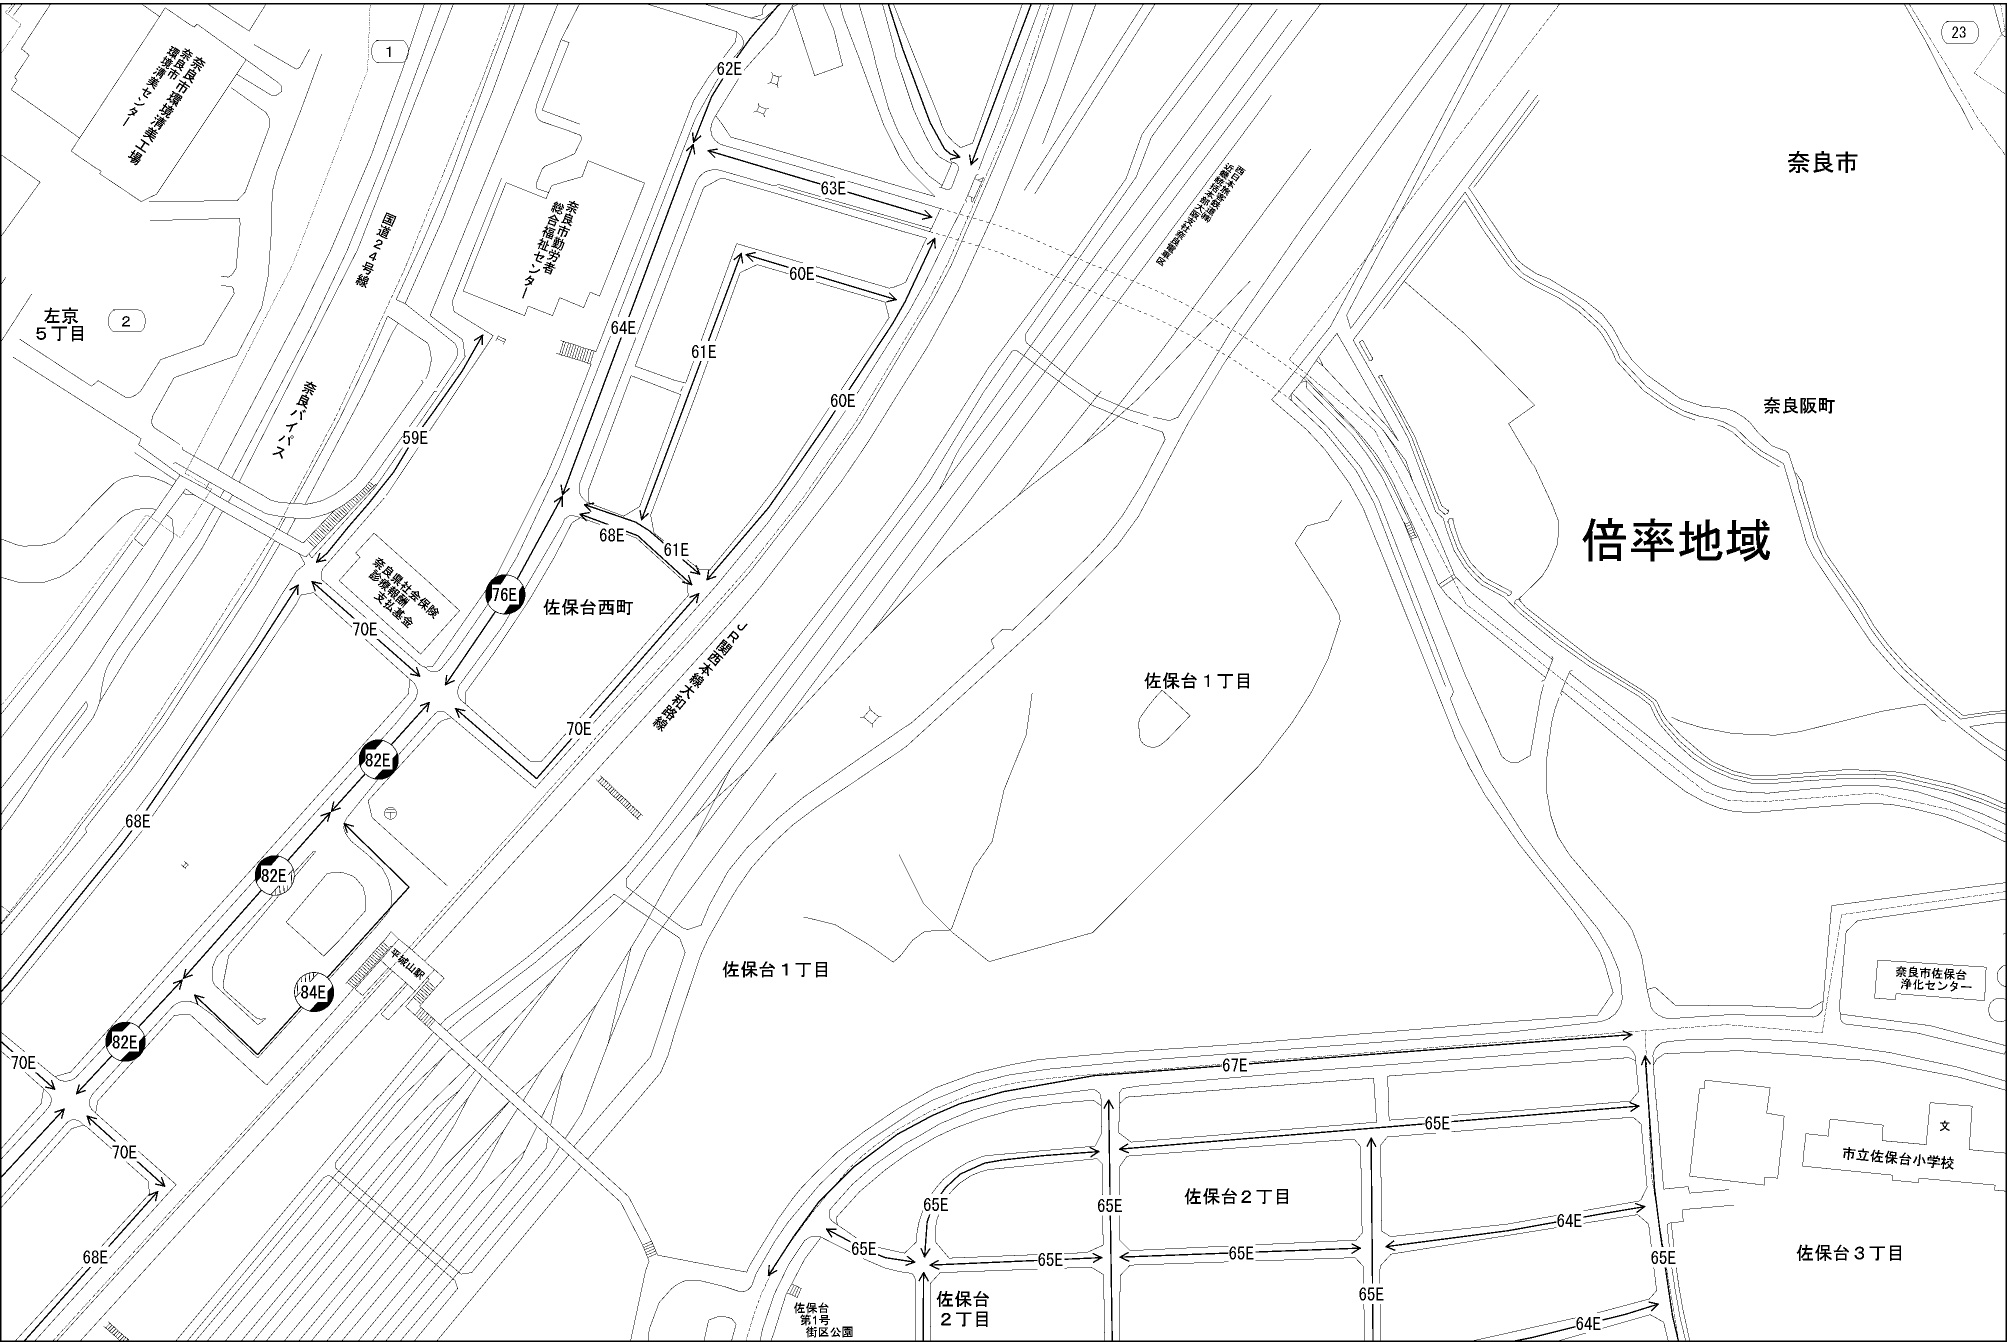 1
23
奈良市環境清美工場
奈良市
環境清美センター
62E
奈良市
63E
西日本旅客鉄道㈱
奈良市勤労者
総合福祉センター
国道24号線
60E
左京
5丁目
2
64E
61E
60E
奈良バイパス
59E
奈良阪町
倍率地域
68E
61E
奈良県社会保険
診療報酬
支払基金
76E
佐保台西町
70E
JR関西本線大和路線
佐保台1丁目
70E
82E
68E
〒
82E
平城山駅
佐保台1丁目
奈良市佐保台
浄化センター
84E
82E
70E
67E
65E
文
市立佐保台小学校
70E
65E
65E
佐保台2丁目
64E
65E
65E
65E
68E
65E
佐保台3丁目
65E
佐保台
2丁目
佐保台
第1号
街区公園
64E